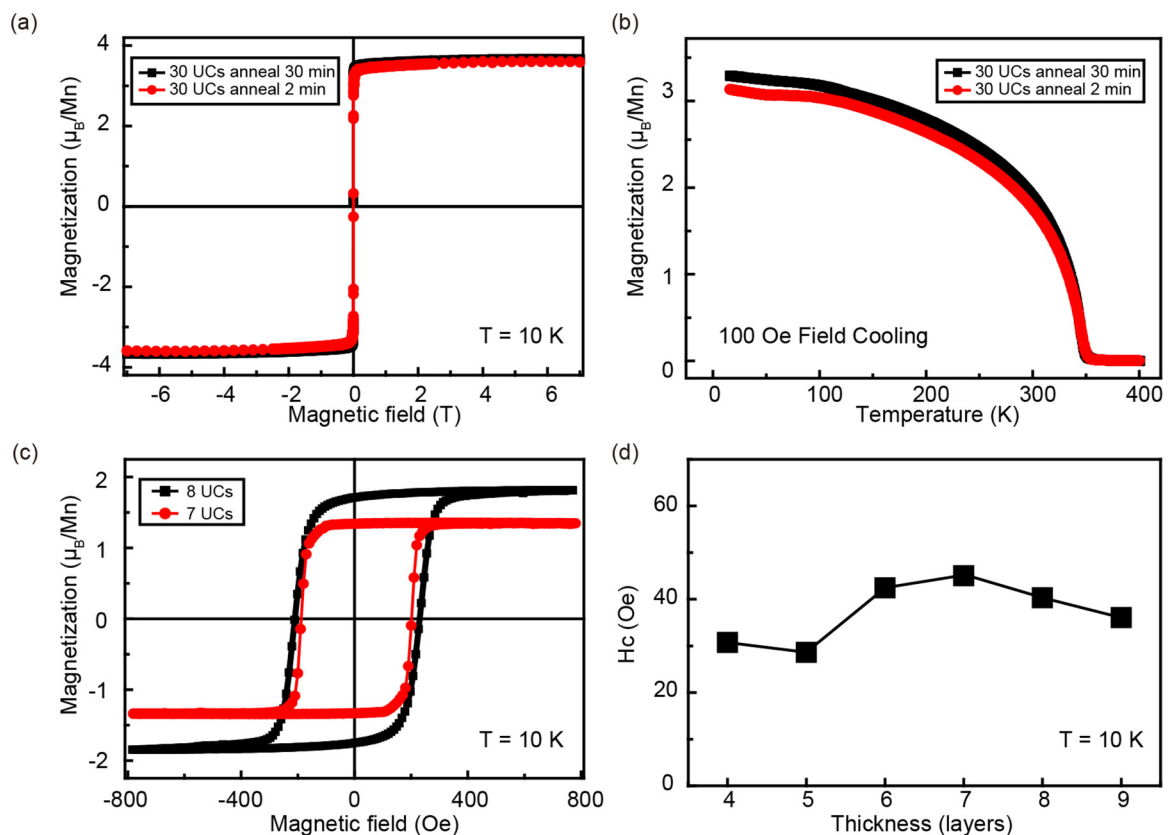 (a)
Magnetization (μB/Mn)
4
2
0
-2
-4
30 UCs anneal 30 min
30 UCs anneal 2 min
T = 10 K
-6 -4 -2 0 2 4 6
Magnetic field (T)
(b)
Magnetization (μB/Mn)
3
2
1
0
30 UCs anneal 30 min
30 UCs anneal 2 min
100 Oe Field Cooling
0 100 200 300 400
Temperature (K)
(c)
Magnetization (μB/Mn)
2
1
0
-1
-2
8 UCs
7 UCs
T = 10 K
-800 -400 0 400 800
Magnetic field (Oe)
(d)
Hc (Oe)
60
40
20
0
T = 10 K
4 5 6 7 8 9
Thickness (layers)